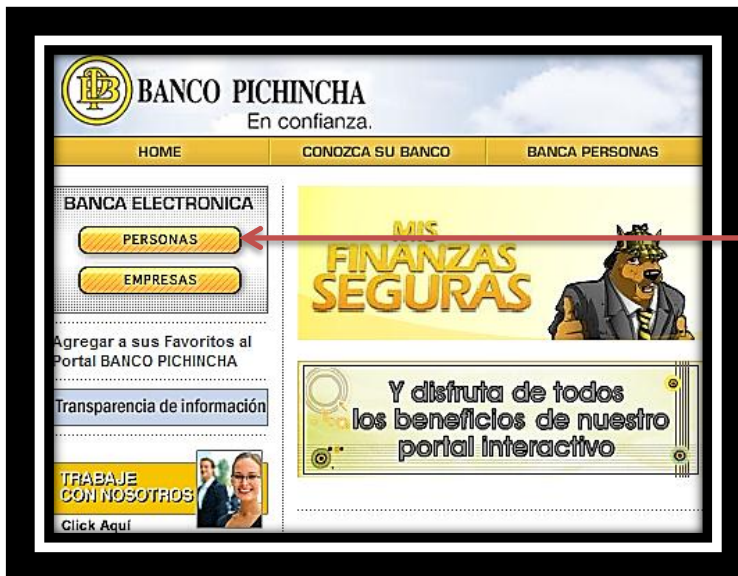 BANCO PICHINCHA
En confianza.
HOME
CONOZCA SU BANCO
BANCA PERSONAS
BANCA ELECTRONICA
PERSONAS
EMPRESAS
MIS
FINANZAS
SEGURAS
Agregar a sus Favoritos al
Portal BANCO PICHINCHA
Y disfruta de todos
los beneficios de nuestro
portal interactivo
Transparencia de información
TRABAJE
CON NOSOTROS
Click Aquí